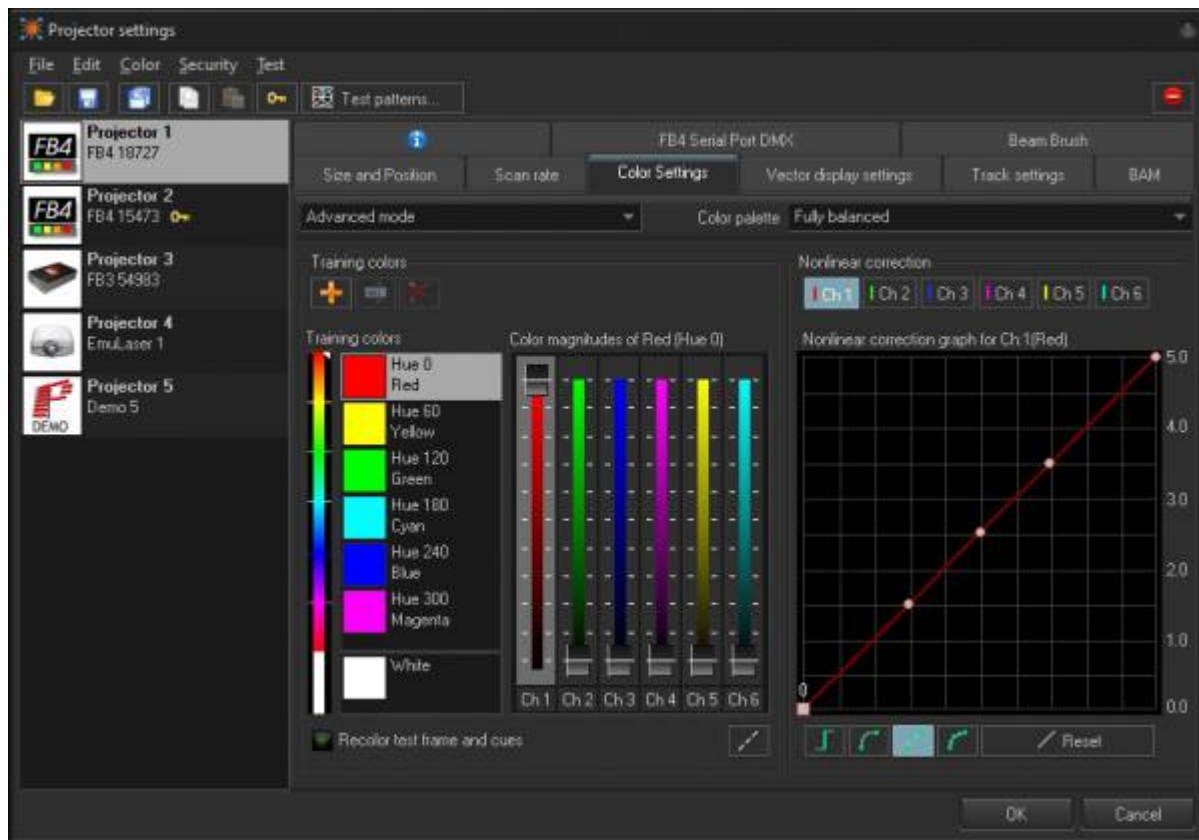 Projector settings
File Edit Color Security Test
Test patterns...
FB4
Projector 1
FB4 18727
FB4
Projector 2
FB4 15473
Projector 3
FB3 54983
Projector 4
EmuLaser 1
DEMO
Projector 5
Demo 5
FB4 Serial Port DMX Beam Brush
Size and Position Scan rate Color Settings Vector display settings Track settings BAM
Advanced mode Color palette Fully balanced
Training colors
Training colors
Hue 0
Red
Hue 60
Yellow
Hue 120
Green
Hue 180
Cyan
Hue 240
Blue
Hue 300
Magenta
White
Color magnitudes of Red (Hue 0)
Ch 1 Ch 2 Ch 3 Ch 4 Ch 5 Ch 6
Recolor test frame and cues
Nonlinear correction
Ch 1 Ch 2 Ch 3 Ch 4 Ch 5 Ch 6
Nonlinear correction graph for Ch 1(Red)
5.0
4.0
3.0
2.0
1.0
0
0.0
Reset
OK Cancel